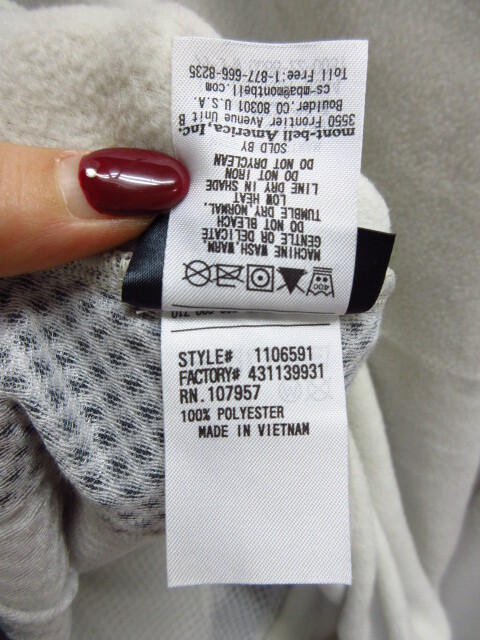 400
MACHINE WASH WARM.
GENTLE OR DELICATE
DO NOT BLEACH
TUMBLE DRY NORMAL.
LOW HEAT
LINE DRY IN SHADE
DO NOT IRON
DO NOT DRYCLEAN
SOLD BY
mont-bell America, Inc.
3550 Frontier Avenue Unit B
Boulder, CO 80301 U.S.A.
cs-mba@montbell.com
Toll Free:1-877-666-8235
STYLE# 1106591
FACTORY# 431139931
RN.107957
100% POLYESTER
MADE IN VIETNAM